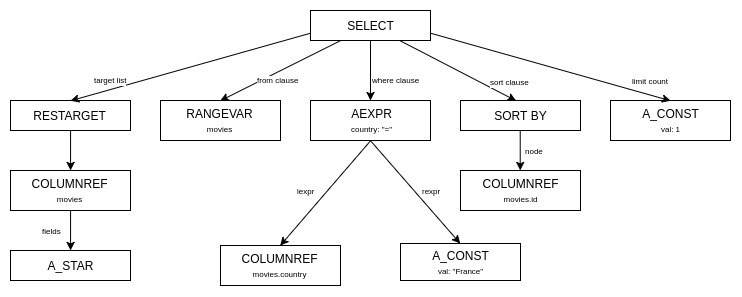 SELECT
target list
from clause
where clause
sort clause
limit count
RESTARGET
RANGEVAR
movies
AEXPR
country: "="
SORT BY
A_CONST
val: 1
node
COLUMNREF
movies
lexpr
rexpr
COLUMNREF
movies.id
fields
A_STAR
COLUMNREF
movies.country
A_CONST
val: "France"